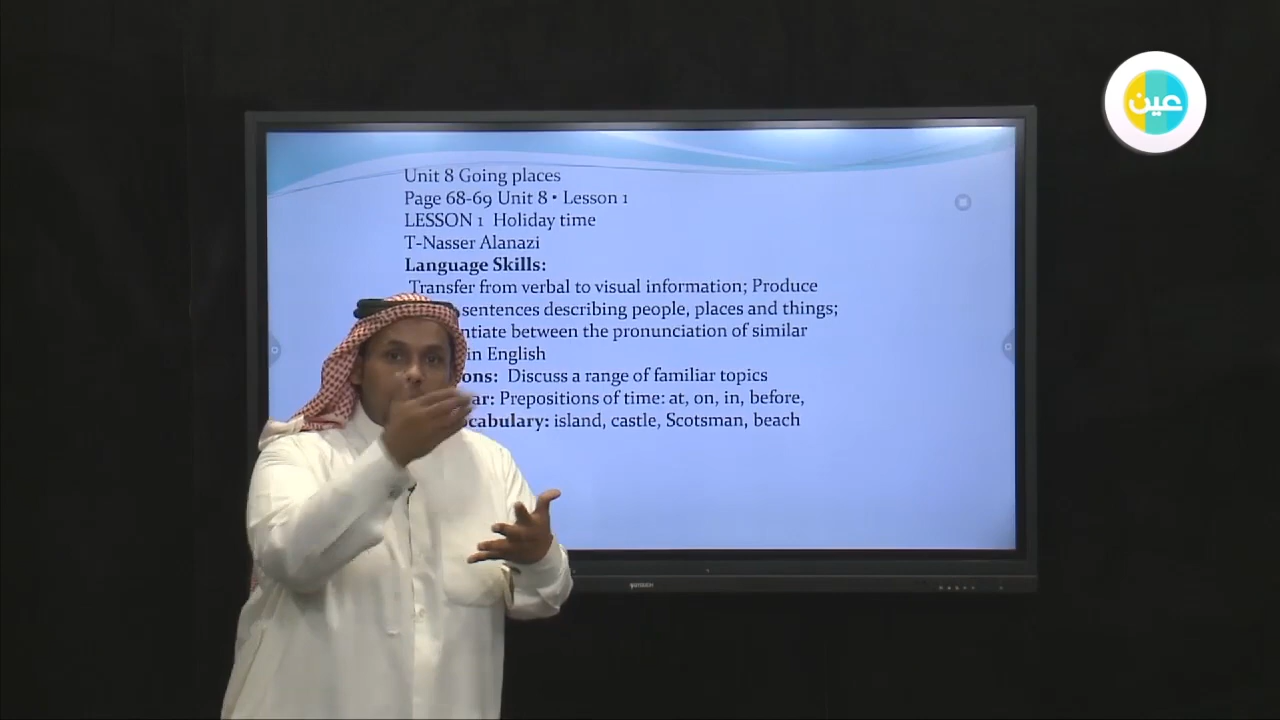 عين
Unit 8 Going places
Page 68-69 Unit 8 • Lesson 1
LESSON 1 Holiday time
T-Nasser Alanazi
Language Skills:
Transfer from verbal to visual information; Produce
sentences describing people, places and things;
ntiate between the pronunciation of similar
in English
ons: Discuss a range of familiar topics
ar: Prepositions of time: at, on, in, before,
cabulary: island, castle, Scotsman, beach